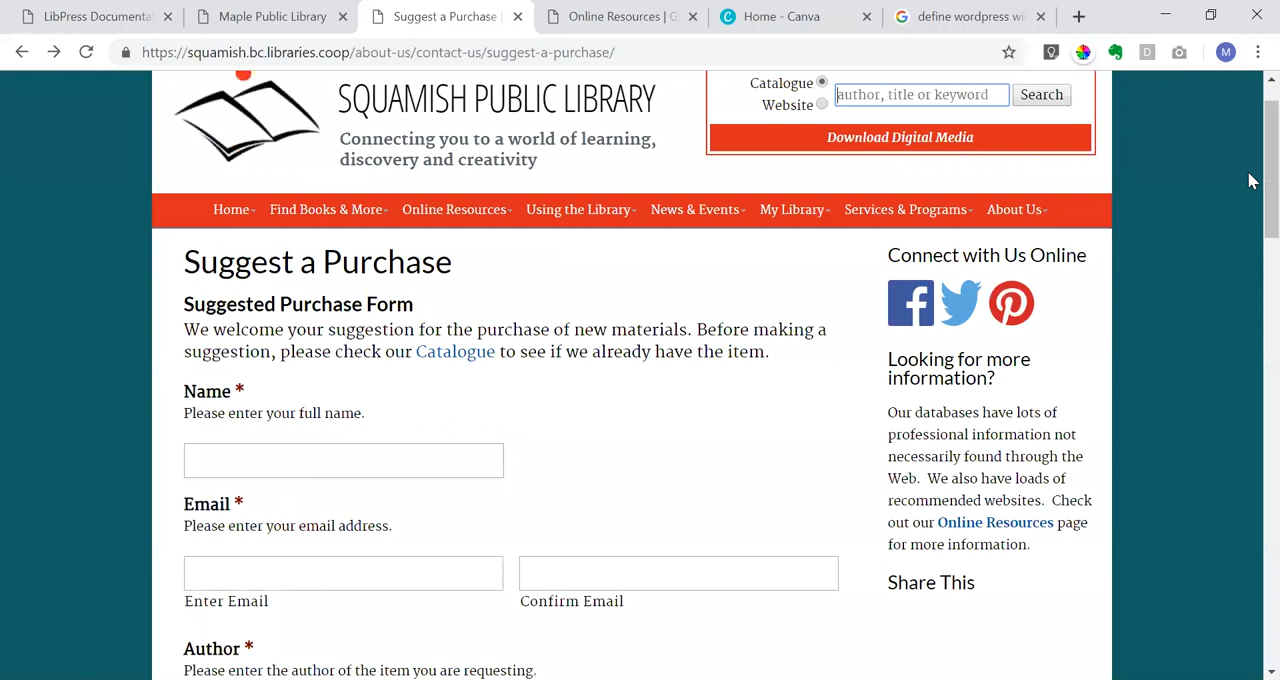 LibPress Documenta
Maple Public Library
Suggest a Purchase
Online Resources | G
Home - Canva
define wordpress wi
https://squamish.bc.libraries.coop/about-us/contact-us/suggest-a-purchase/
D
M
SQUAMISH PUBLIC LIBRARY
Connecting you to a world of learning,
discovery and creativity
Catalogue
Website
author, title or keyword
Search
Download Digital Media
Home Find Books & More Online Resources Using the Library News & Events My Library Services & Programs About Us
Suggest a Purchase
Suggested Purchase Form
We welcome your suggestion for the purchase of new materials. Before making a
suggestion, please check our Catalogue to see if we already have the item.
Name *
Please enter your full name.
Email *
Please enter your email address.
Enter Email
Confirm Email
Author *
Please enter the author of the item you are requesting.
Connect with Us Online
Looking for more
information?
Our databases have lots of
professional information not
necessarily found through the
Web. We also have loads of
recommended websites. Check
out our Online Resources page
for more information.
Share This